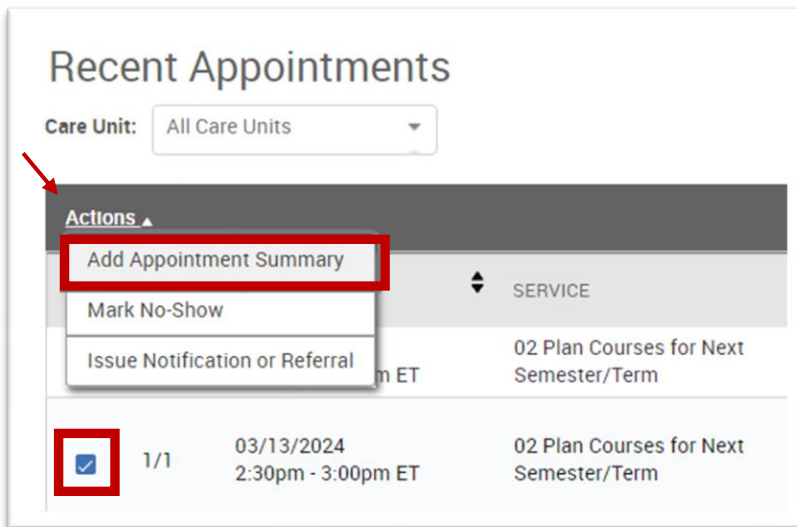 Recent Appointments
Care Unit: All Care Units
Actions
Add Appointment Summary
Mark No-Show
Issue Notification or Referral
SERVICE
m ET
02 Plan Courses for Next
Semester/Term
1/1
03/13/2024
2:30pm - 3:00pm ET
02 Plan Courses for Next
Semester/Term